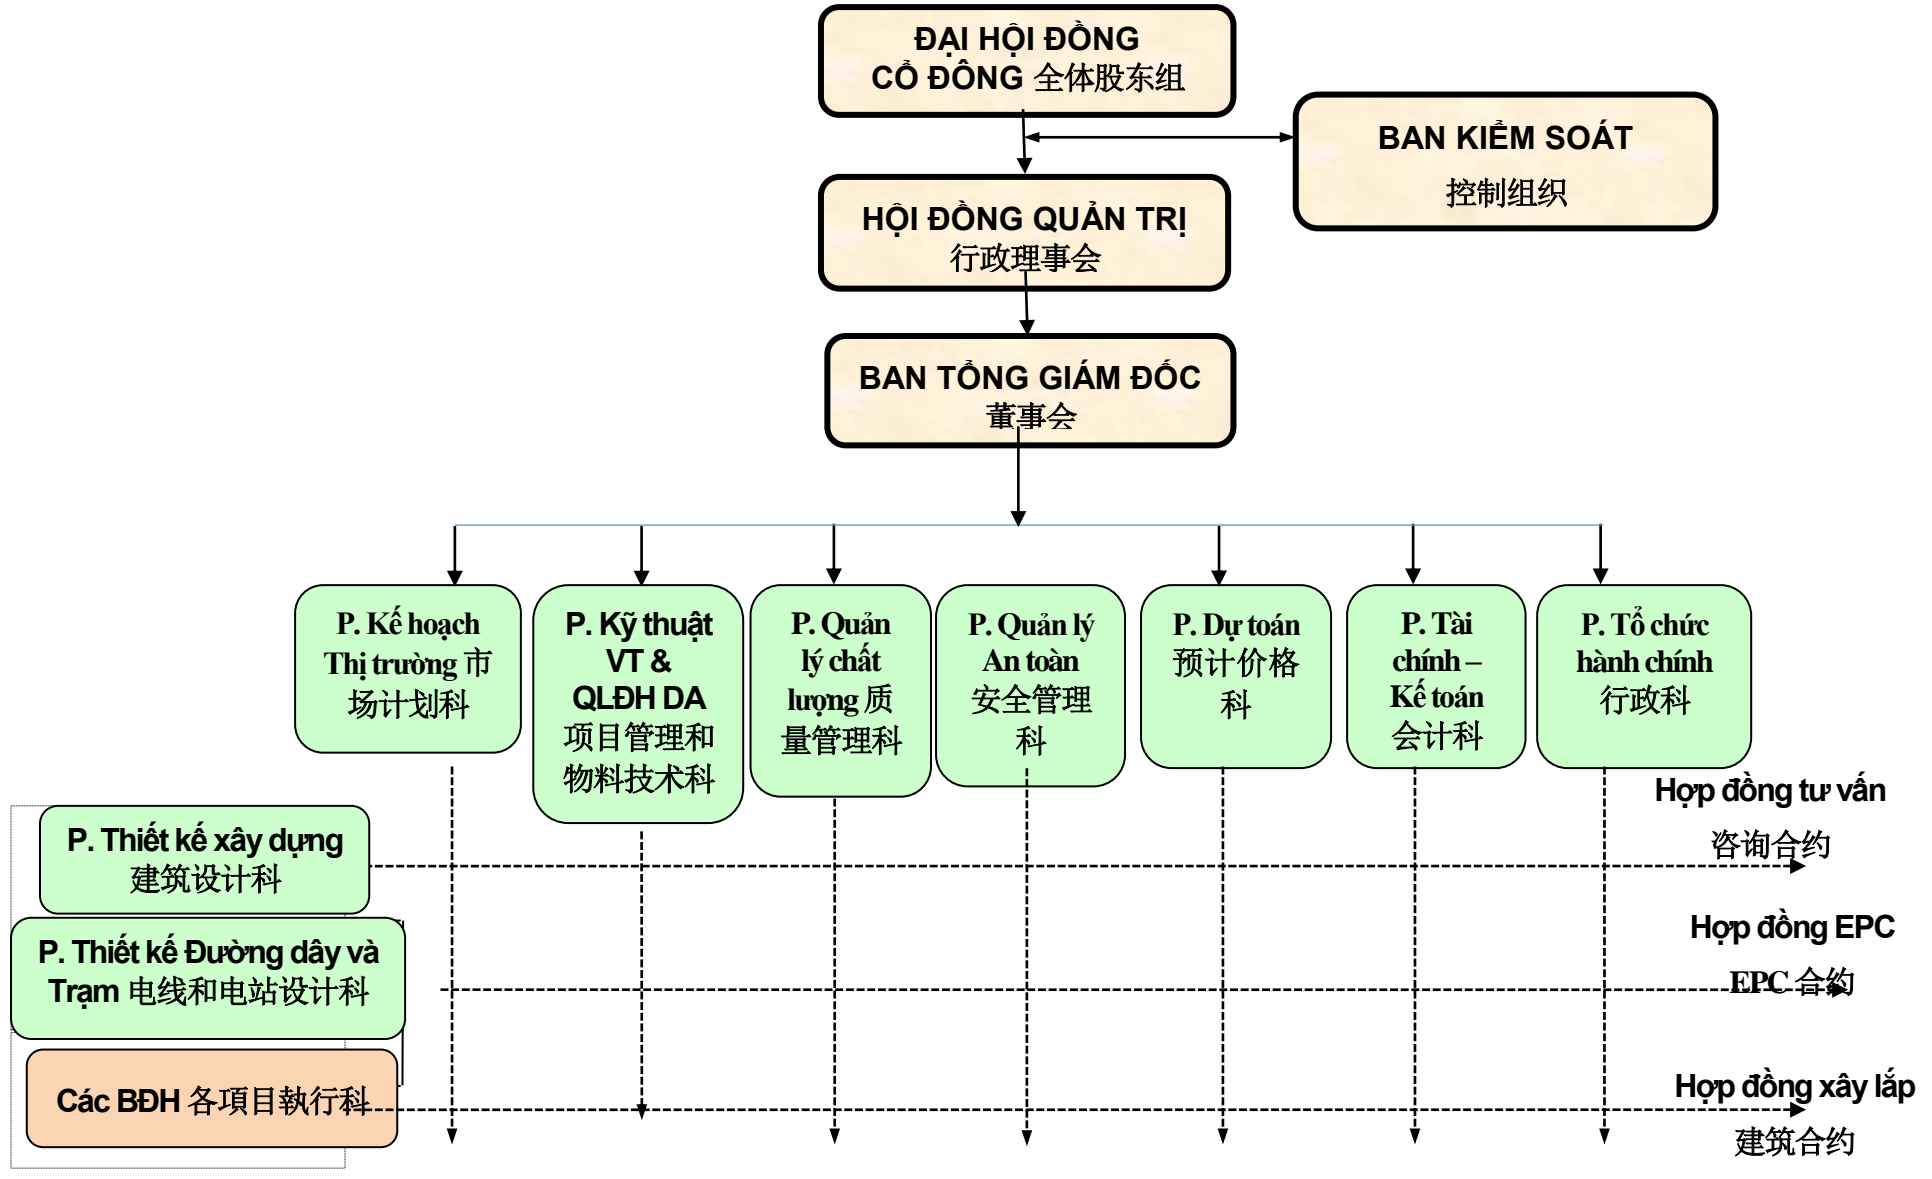 ĐẠI HỘI ĐỒNG
CỔ ĐÔNG 全体股东组
BAN KIỂM SOÁT
控制组织
HỘI ĐỒNG QUẢN TRỊ
行政理事会
BAN TỔNG GIÁM ĐỐC
董事会
P. Kế hoạch
Thị trường 市
场计划科
P. Kỹ thuật
VT &
QLĐH DA
项目管理和
物料技术科
P. Quản
lý chất
lượng 质
量管理科
P. Quản lý
An toàn
安全管理
科
P. Dự toán
预计价格
科
P. Tài
chính –
Kế toán
会计科
P. Tổ chức
hành chính
行政科
Hợp đồng tư vấn
咨询合约
P. Thiết kế xây dựng
建筑设计科
Hợp đồng EPC
EPC 合约
P. Thiết kế Đường dây và
Trạm 电线和电站设计科
Hợp đồng xây lắp
建筑合约
Các BĐH 各項目執行科